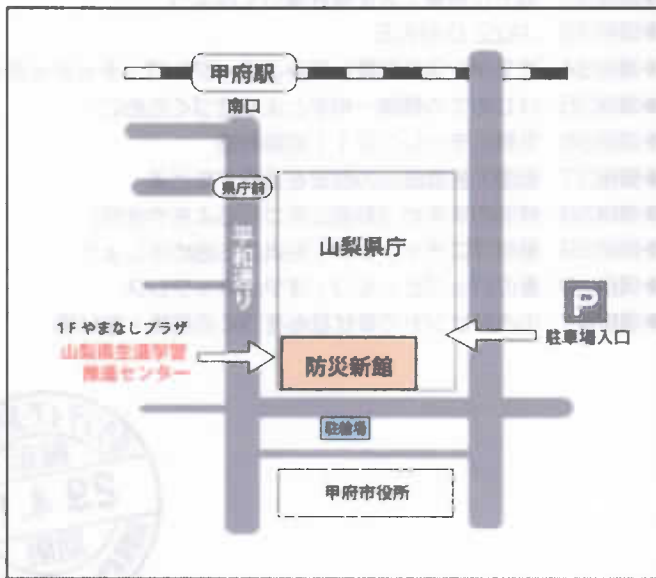 甲府駅
南口
県庁前
平和通り
山梨県庁
P
駐車場入口
1F やまなしプラザ
山梨県生涯学習
推進センター
防災新館
駐輪場
甲府市役所